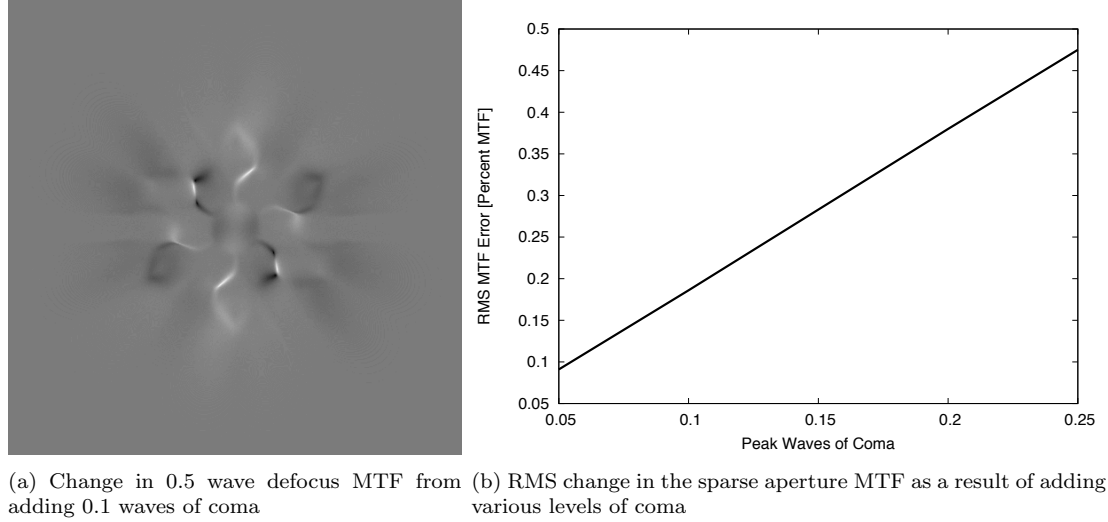 0.5
0.45
0.4
0.35
0.3
0.25
0.2
0.15
0.1
0.05
RMS MTF Error [Percent MTF]
0.05 0.1 0.15 0.2 0.25
Peak Waves of Coma
(a) Change in 0.5 wave defocus MTF from
adding 0.1 waves of coma
(b) RMS change in the sparse aperture MTF as a result of adding
various levels of coma